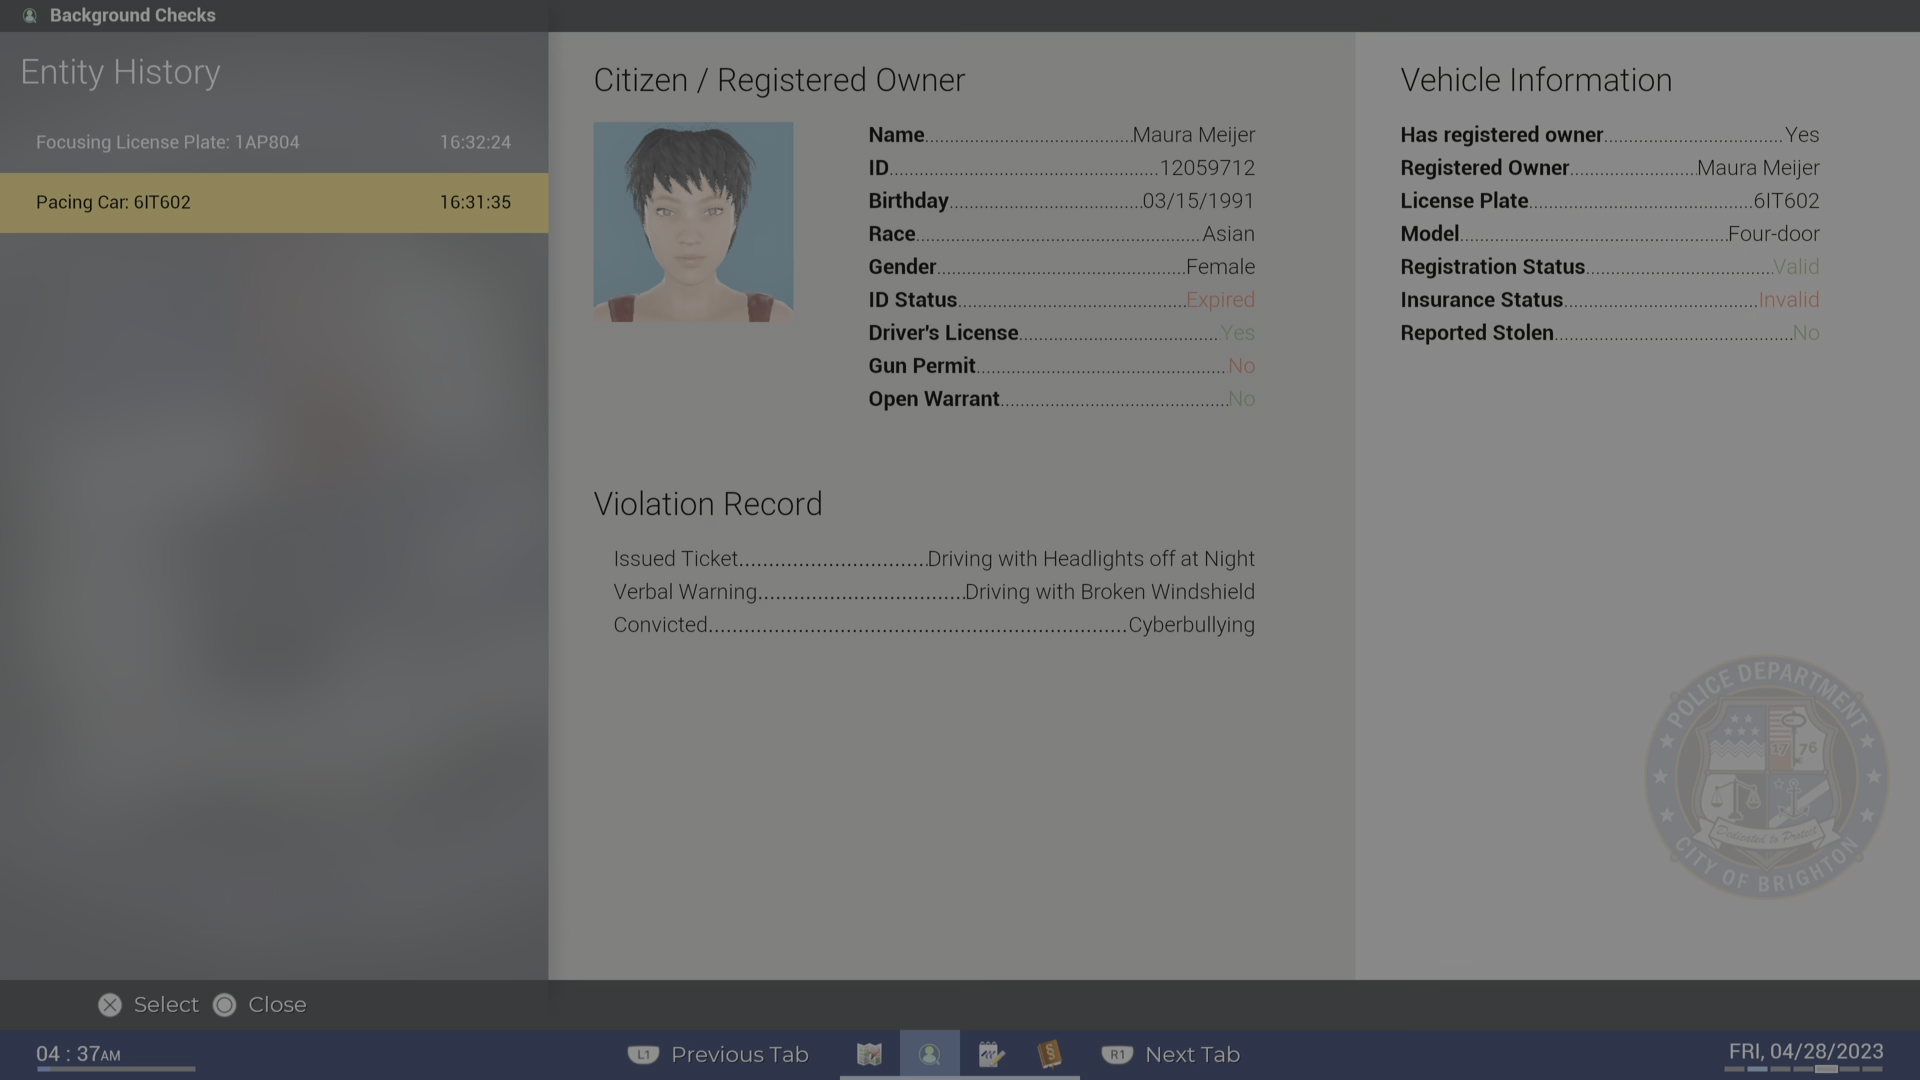 Background Checks
Entity History
Focusing License Plate: 1AP804 16:32:24
Pacing Car: 6IT602 16:31:35
Citizen / Registered Owner
Name Maura Meijer
ID 12059712
Birthday 03/15/1991
Race Asian
Gender Female
ID Status Expired
Driver's License Yes
Gun Permit No
Open Warrant No
Violation Record
Issued Ticket Driving with Headlights off at Night
Verbal Warning Driving with Broken Windshield
Convicted Cyberbullying
Vehicle Information
Has registered owner Yes
Registered Owner Maura Meijer
License Plate 6IT602
Model Four-door
Registration Status Valid
Insurance Status Invalid
Reported Stolen No
POLICE DEPARTMENT
17 76
Dedicated to Protect
CITY OF BRIGHTON
Select Close
04 : 37AM
L1 Previous Tab
R1 Next Tab
FRI, 04/28/2023